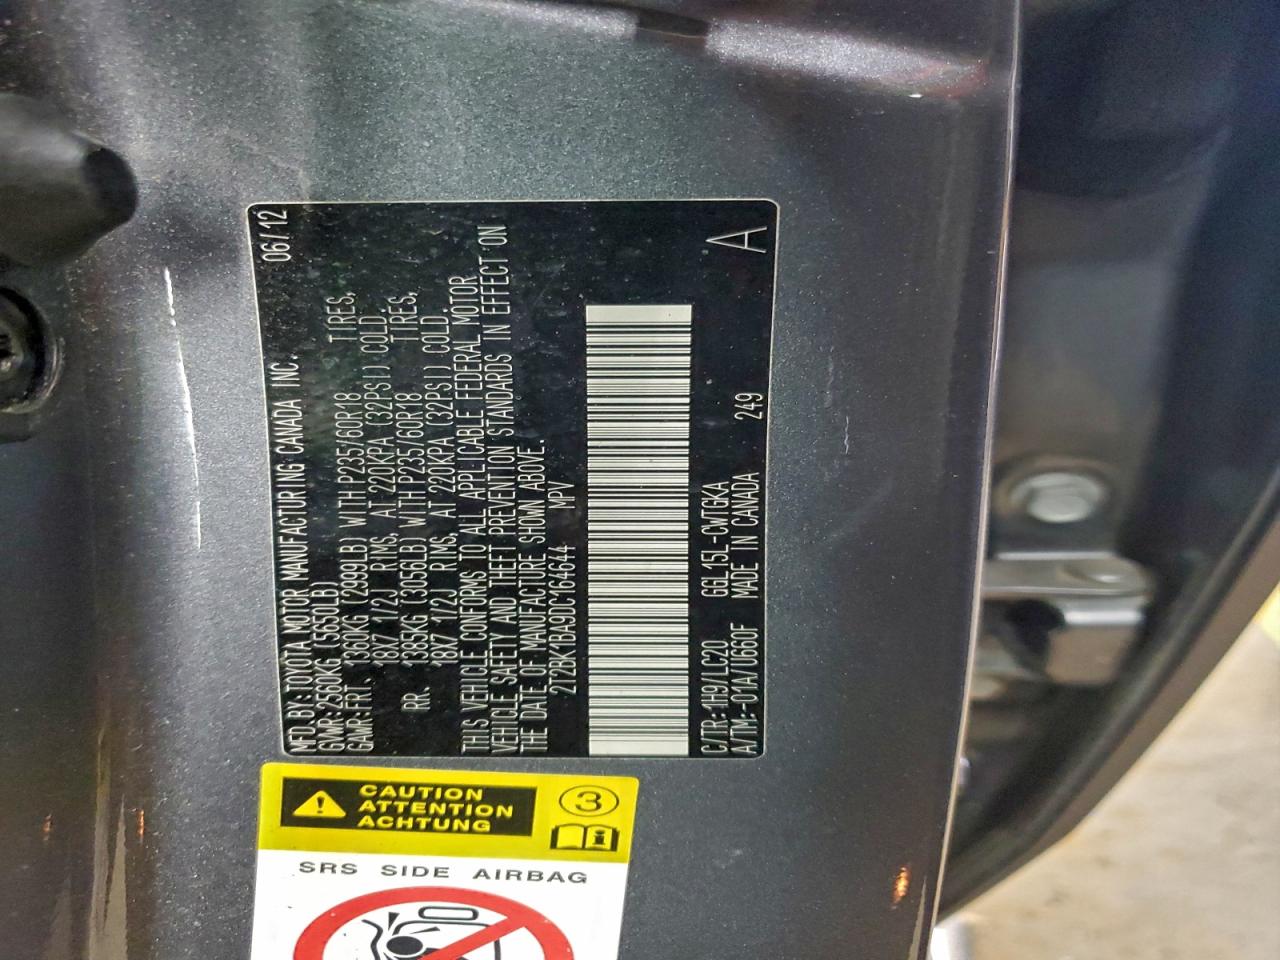 MFD.BY:TOYOTA MOTOR MANUFACTURING CANADA INC. 06/12
GVWR:2560KG (5550LB)
GAWR:FRT. 1360KG (2999LB) WITH P235/60R18 TIRES,
18X7 1/2J RIMS, AT 220KPA (32PSI) COLD.
RR. 1385KG (3056LB) WITH P235/60R18 TIRES,
18X7 1/2J RIMS, AT 220KPA (32PSI) COLD.
THIS VEHICLE CONFORMS TO ALL APPLICABLE FEDERAL MOTOR
VEHICLE SAFETY AND THEFT PREVENTION STANDARDS IN EFFECT ON
THE DATE OF MANUFACTURE SHOWN ABOVE.
2T2BK1BA9DC164644 MPV
C/TR:1H9/LC20 GGL15L-CWTGKA A
A/TM:-01A/U660F MADE IN CANADA 249
CAUTION
ATTENTION
ACHTUNG
3
i
SRS SIDE AIRBAG